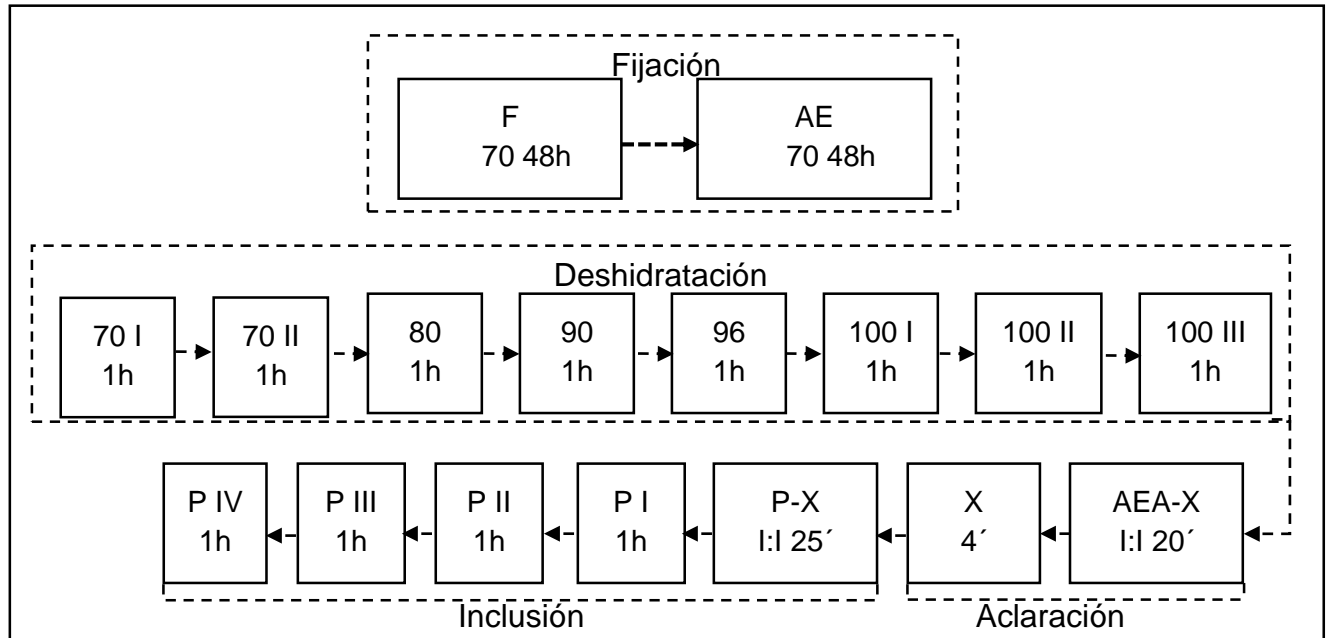 Fijación
F
70 48h
AE
70 48h
Deshidratación
70 I
1h
70 II
1h
80
1h
90
1h
96
1h
100 I
1h
100 II
1h
100 III
1h
P IV
1h
P III
1h
P II
1h
P I
1h
P-X
I:I 25´
X
4´
AEA-X
I:I 20´
Inclusión
Aclaración